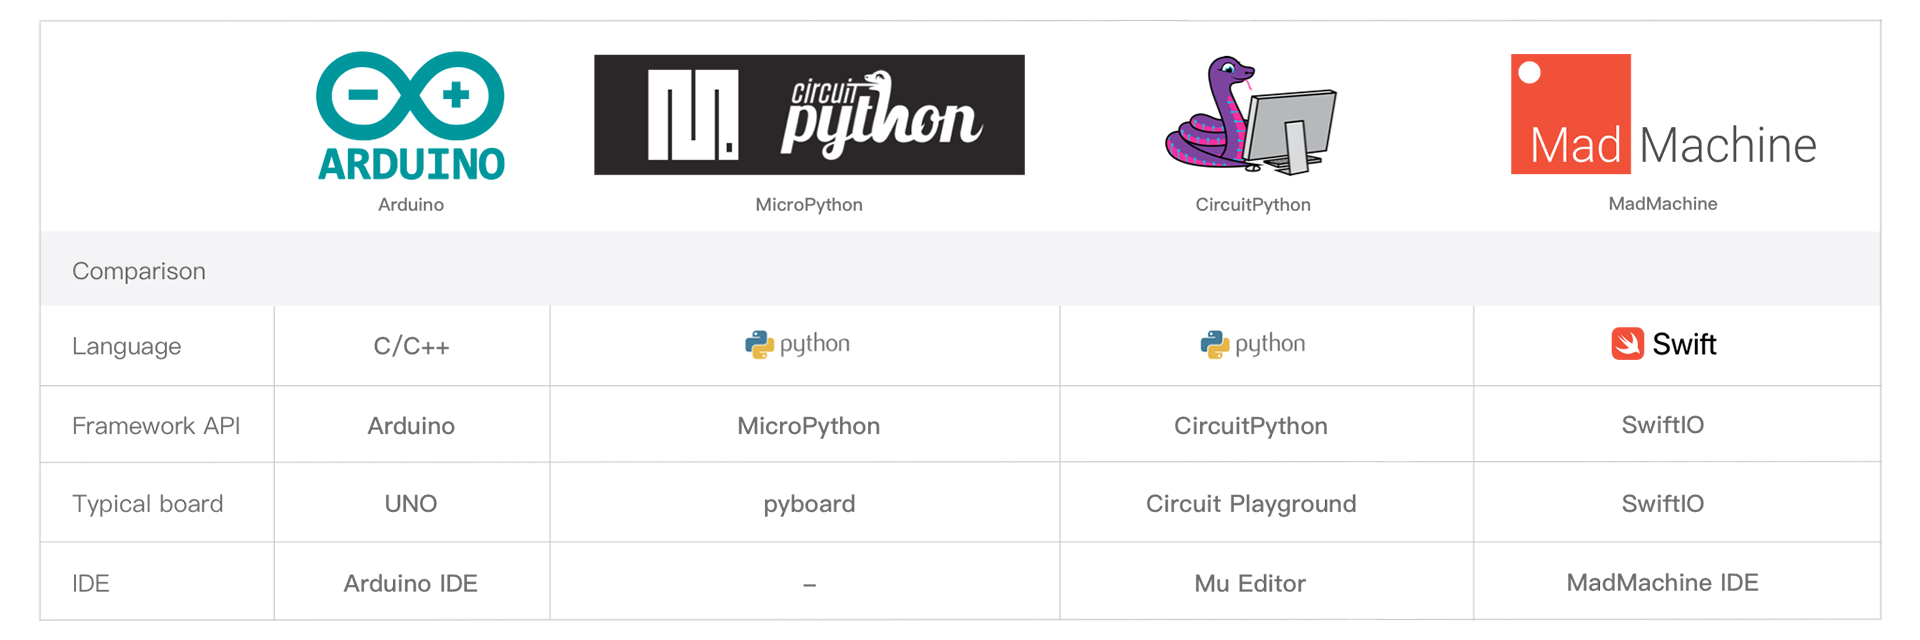 ARDUINO
Arduino
circuit
python
MicroPython
CircuitPython
Mad Machine
MadMachine
Comparison
Language C/C++ python python Swift
Framework API Arduino MicroPython CircuitPython SwiftIO
Typical board UNO pyboard Circuit Playground SwiftIO
IDE Arduino IDE – Mu Editor MadMachine IDE